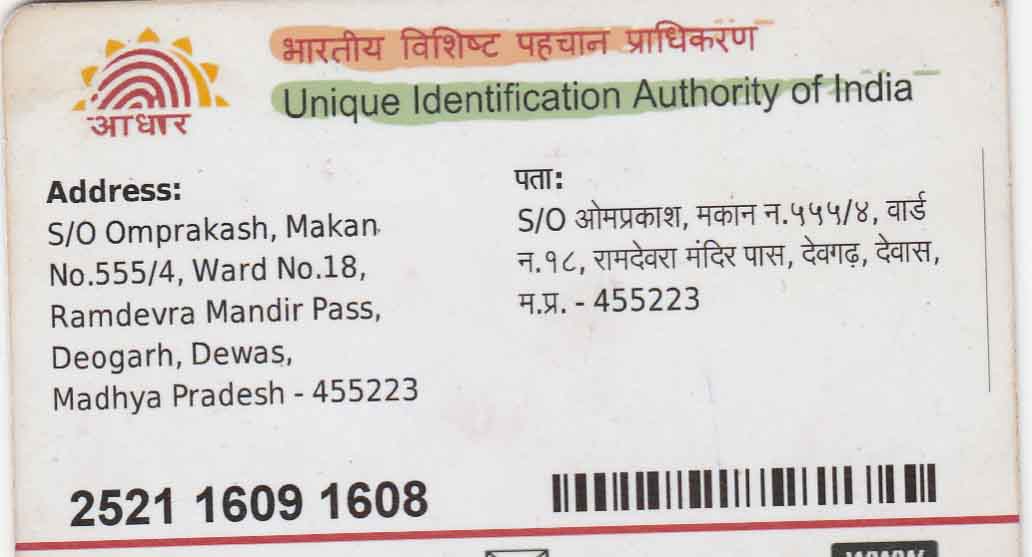 भारतीय विशिष्ट पहचान प्राधिकरण
Unique Identification Authority of India
आधार
Address:
S/O Omprakash, Makan
No.555/4, Ward No.18,
Ramdevra Mandir Pass,
Deogarh, Dewas,
Madhya Pradesh - 455223
पता:
S/O ओमप्रकाश, मकान न.५५५/४, वार्ड
न.१८, रामदेवरा मंदिर पास, देवगढ़, देवास,
म.प्र. - 455223
2521 1609 1608